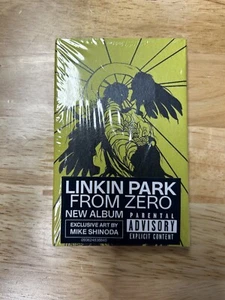 LINKIN PARK
FROM ZERO
NEW ALBUM
EXCLUSIVE ART BY
MIKE SHINODA
PARENTAL
ADVISORY
EXPLICIT CONTENT